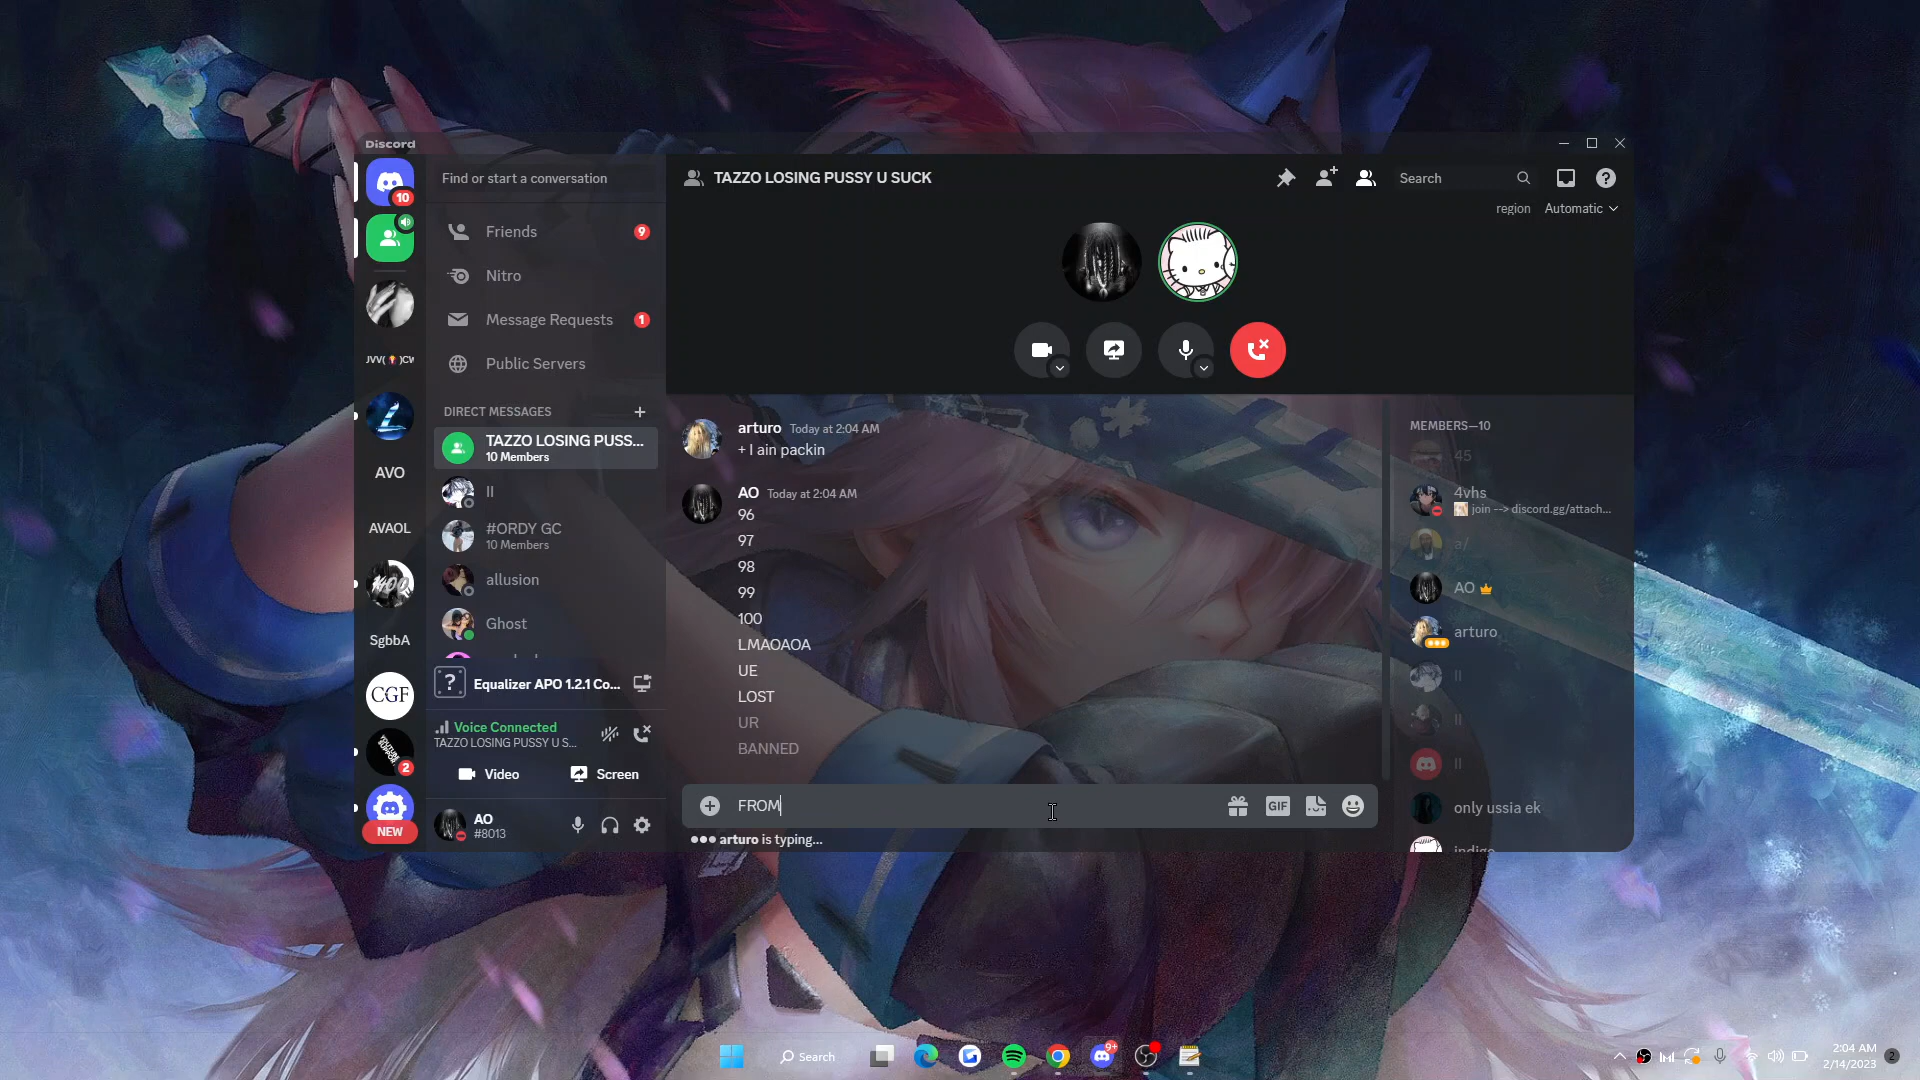 Discord
10
Find or start a conversation
Friends
9
Nitro
Message Requests
1
Public Servers
DIRECT MESSAGES
TAZZO LOSING PUSS...
10 Members
ll
#ORDY GC
10 Members
allusion
Ghost
AVO
AVAOL
SgbbA
CGF
2
NEW
?
Equalizer APO 1.2.1 Co...
Voice Connected
TAZZO LOSING PUSSY U S...
Video
Screen
AO
#8013
TAZZO LOSING PUSSY U SUCK
Search
region
Automatic
arturo Today at 2:04 AM
+ I ain packin
AO Today at 2:04 AM
96
97
98
99
100
LMAOAOA
UE
LOST
UR
BANNED
FROM
GIF
arturo is typing...
MEMBERS—10
45
4vhs
join --> discord.gg/attach...
a/
AO
arturo
ll
ll
ll
only ussia ek
indigo
Search
9+
2:04 AM
2/14/2023
2